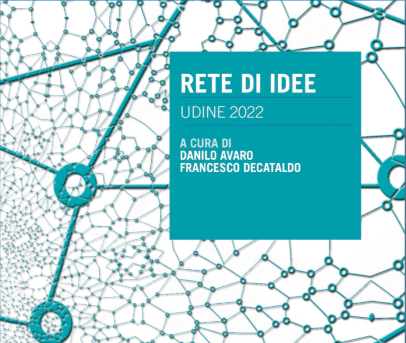 RETE DI IDEE
UDINE 2022
A CURA DI
DANILO AVARO
FRANCESCO DECATALDO